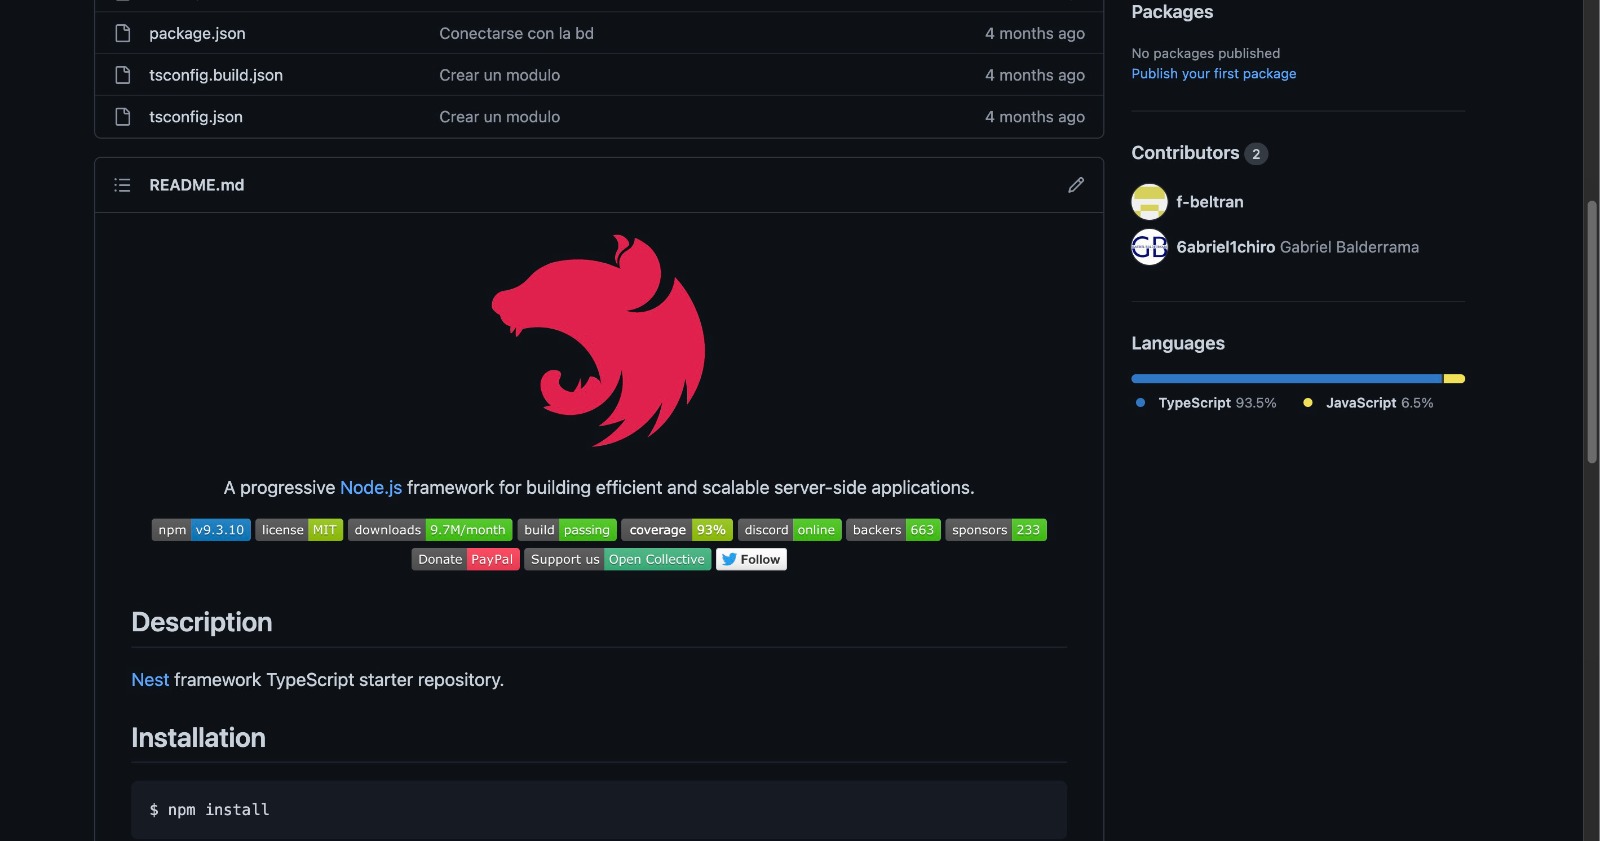 package.json Conectarse con la bd 4 months ago
tsconfig.build.json Crear un modulo 4 months ago
tsconfig.json Crear un modulo 4 months ago
README.md
A progressive Node.js framework for building efficient and scalable server-side applications.
npm v9.3.10 license MIT downloads 9.7M/month build passing coverage 93% discord online backers 663 sponsors 233
Donate PayPal Support us Open Collective Follow
Description
Nest framework TypeScript starter repository.
Installation
$ npm install
Packages
No packages published
Publish your first package
Contributors 2
f-beltran
GB 6abriel1chiro Gabriel Balderrama
Languages
TypeScript 93.5% JavaScript 6.5%